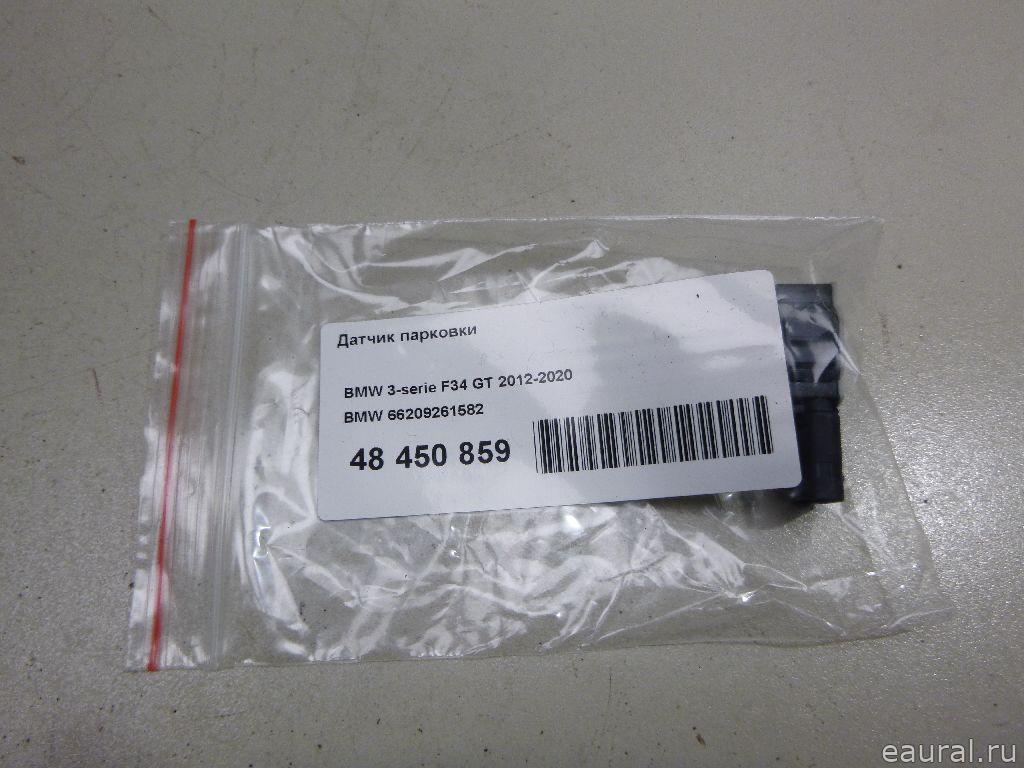 Датчик парковки
BMW 3-serie F34 GT 2012-2020
BMW 66209261582
48 450 859
eaural.ru